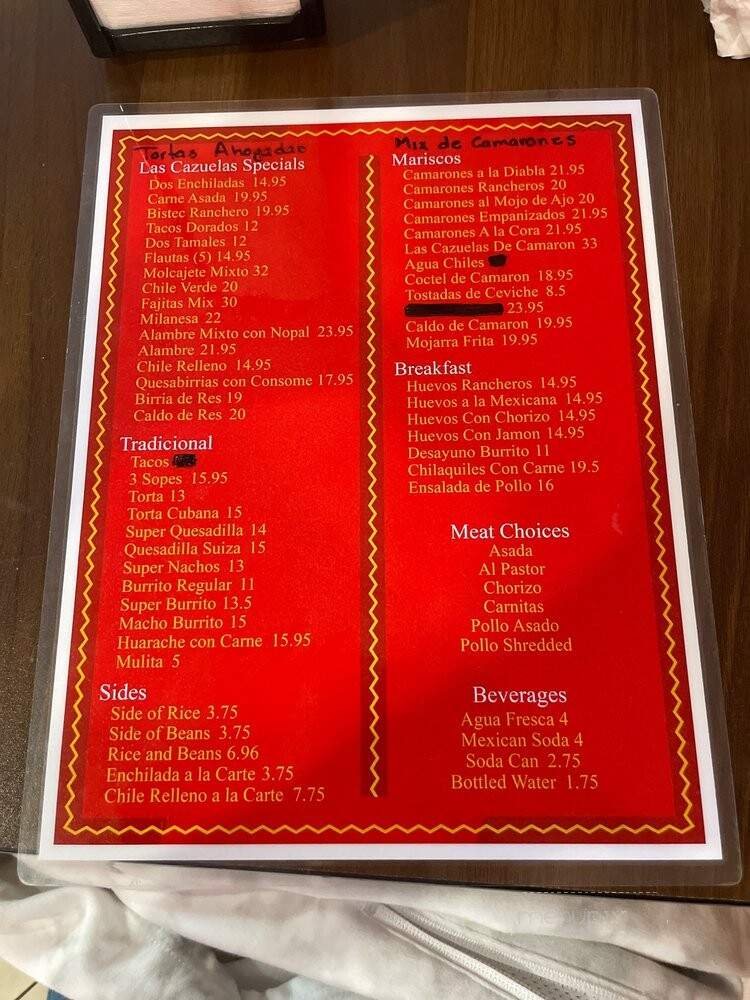 Tortas Ahogadas
Las Cazuelas Specials
Dos Enchiladas 14.95
Carne Asada 19.95
Bistec Ranchero 19.95
Tacos Dorados 12
Dos Tamales 12
Flautas (5) 14.95
Molcajete Mixto 32
Chile Verde 20
Fajitas Mix 30
Milanesa 22
Alambre Mixto con Nopal 23.95
Alambre 21.95
Chile Relleno 14.95
Quesabirrias con Consome 17.95
Birria de Res 19
Caldo de Res 20
Tradicional
Tacos
3 Sopes 15.95
Torta 13
Torta Cubana 15
Super Quesadilla 14
Quesadilla Suiza 15
Super Nachos 13
Burrito Regular 11
Super Burrito 13.5
Macho Burrito 15
Huarache con Carne 15.95
Mulita 5
Sides
Side of Rice 3.75
Side of Beans 3.75
Rice and Beans 6.96
Enchilada a la Carte 3.75
Chile Relleno a la Carte 7.75
Mix de Camarones
Mariscos
Camarones a la Diabla 21.95
Camarones Rancheros 20
Camarones al Mojo de Ajo 20
Camarones Empanizados 21.95
Camarones A la Cora 21.95
Las Cazuelas De Camaron 33
Agua Chiles
Coctel de Camaron 18.95
Tostadas de Ceviche 8.5
23.95
Caldo de Camaron 19.95
Mojarra Frita 19.95
Breakfast
Huevos Rancheros 14.95
Huevos a la Mexicana 14.95
Huevos Con Chorizo 14.95
Huevos Con Jamon 14.95
Desayuno Burrito 11
Chilaquiles Con Carne 19.5
Ensalada de Pollo 16
Meat Choices
Asada
Al Pastor
Chorizo
Carnitas
Pollo Asado
Pollo Shredded
Beverages
Agua Fresca 4
Mexican Soda 4
Soda Can 2.75
Bottled Water 1.75